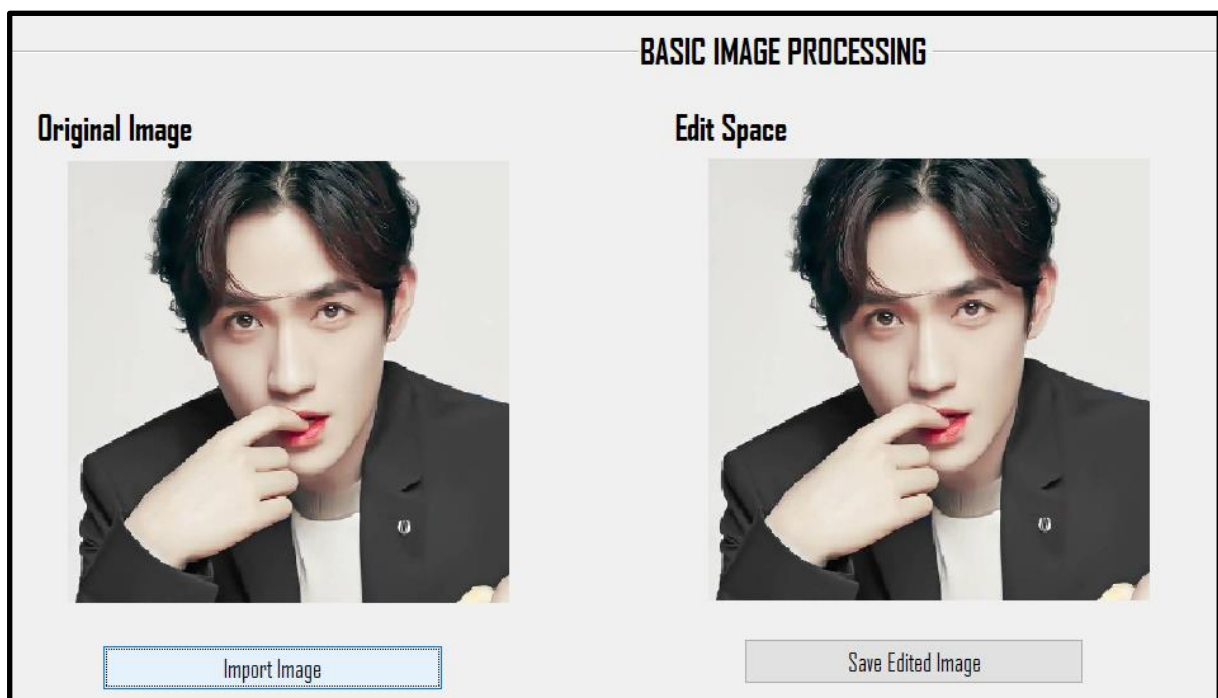 BASIC IMAGE PROCESSING
Original Image
Edit Space
Import Image
Save Edited Image